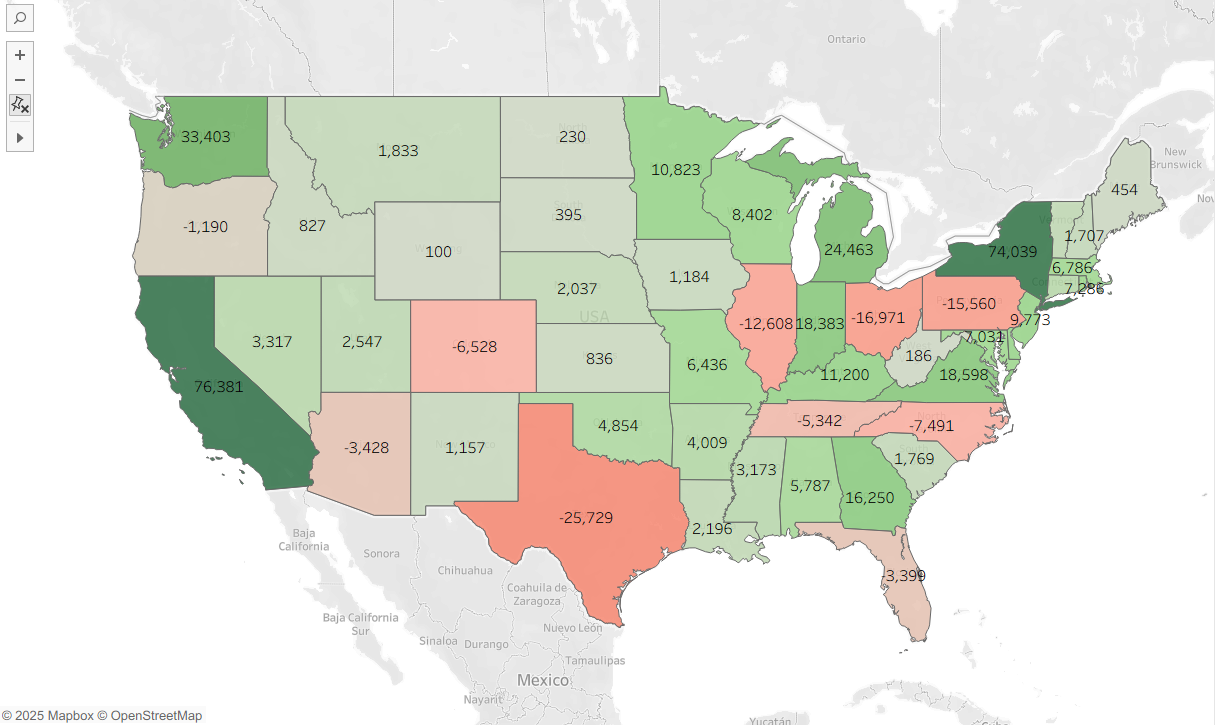 Ontario
New
Brunswick
33,403
1,833
230
10,823
-1,190
827
395
8,402
454
100
24,463
74,039
1,707
1,184
6,786
2,037
7,286
USA
-12,608
18,383
-16,971
-15,560
9,773
3,317
2,547
-6,528
836
6,436
186
7,031
76,381
11,200
18,598
-3,428
1,157
4,854
4,009
-5,342
-7,491
3,173
5,787
16,250
1,769
-25,729
2,196
-3,399
Baja
California
Sonora
Chihuahua
Coahuila de
Zaragoza
Baja California
Sur
Nuevo León
Sinaloa
Durango
Tamaulipas
Mexico
Nayarit
Yucatán
© 2025 Mapbox © OpenStreetMap